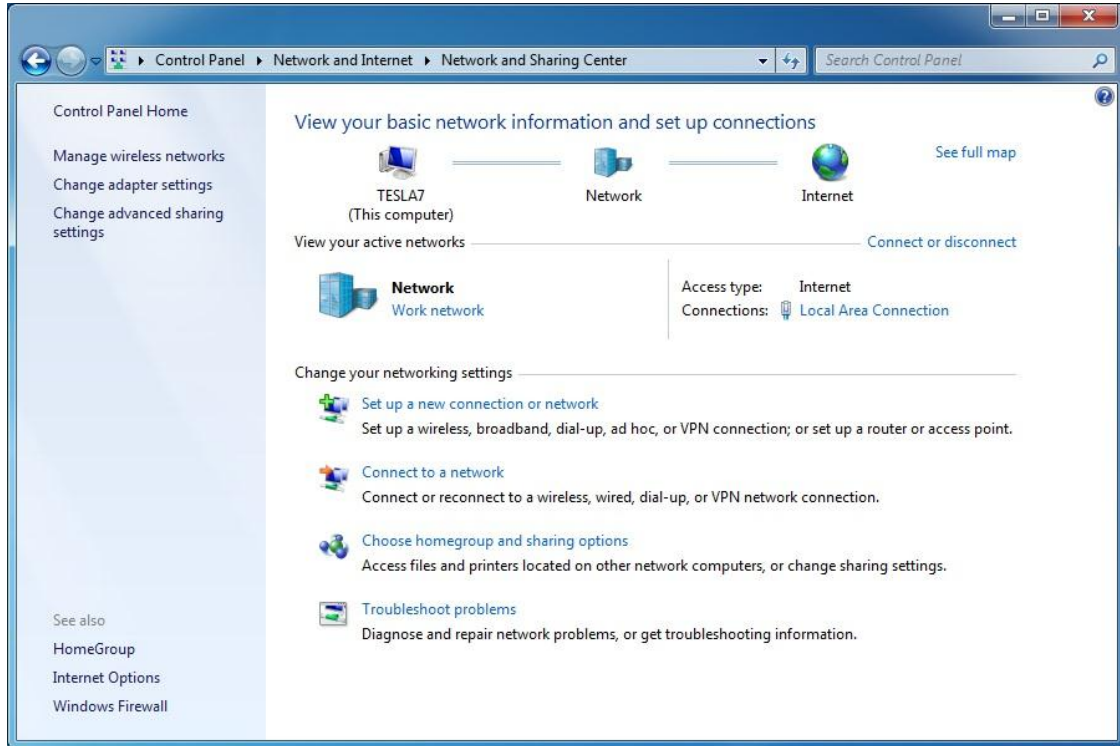 Control Panel ▸ Network and Internet ▸ Network and Sharing Center
Search Control Panel
Control Panel Home
Manage wireless networks
Change adapter settings
Change advanced sharing
settings
See also
HomeGroup
Internet Options
Windows Firewall
View your basic network information and set up connections
See full map
TESLA7
(This computer)
Network
Internet
View your active networks
Connect or disconnect
Network
Work network
Access type: Internet
Connections: Local Area Connection
Change your networking settings
Set up a new connection or network
Set up a wireless, broadband, dial-up, ad hoc, or VPN connection; or set up a router or access point.
Connect to a network
Connect or reconnect to a wireless, wired, dial-up, or VPN network connection.
Choose homegroup and sharing options
Access files and printers located on other network computers, or change sharing settings.
Troubleshoot problems
Diagnose and repair network problems, or get troubleshooting information.